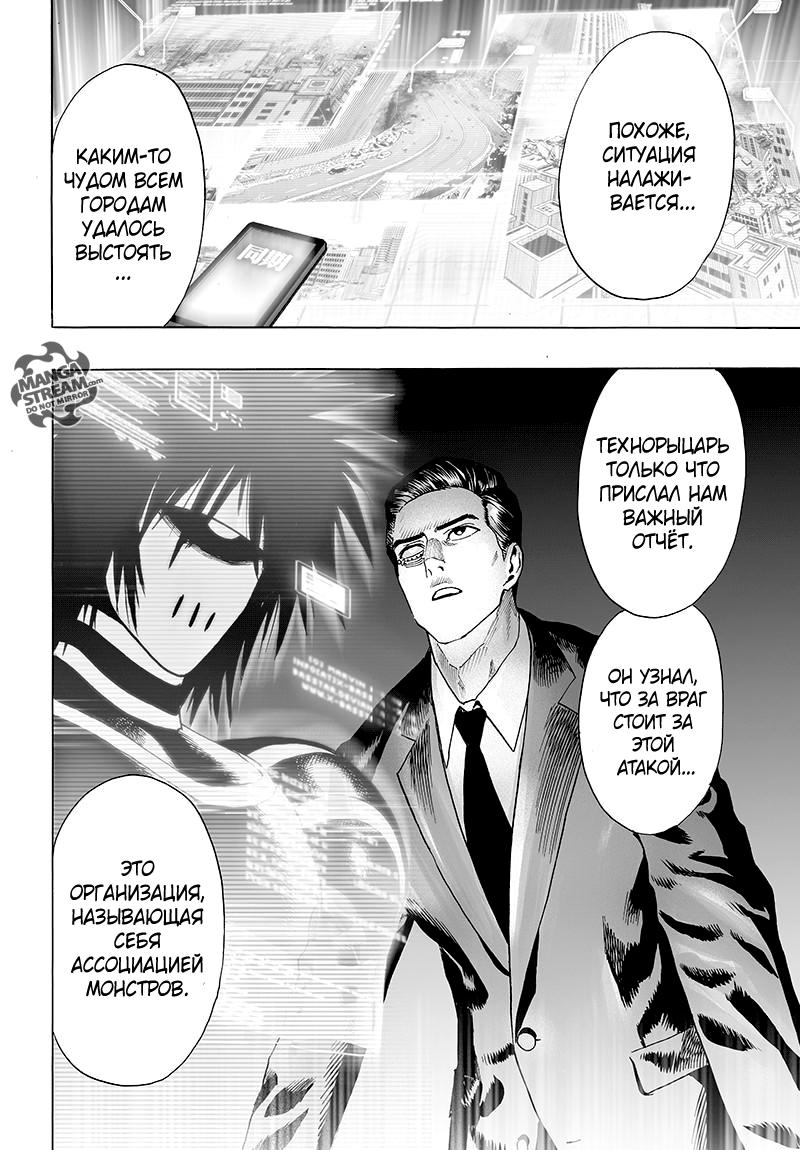 ПОХОЖЕ,
СИТУАЦИЯ
НАЛАЖИ-
ВАЕТСЯ...
КАКИМ-ТО
ЧУДОМ ВСЕМ
ГОРОДАМ
УДАЛОСЬ
ВЫСТОЯТЬ
...
同期
MANGA
STREAM.com
DO NOT MIRROR
ТЕХНОРЫЦАРЬ
ТОЛЬКО ЧТО
ПРИСЛАЛ НАМ
ВАЖНЫЙ
ОТЧЁТ.
ОН УЗНАЛ,
ЧТО ЗА ВРАГ
СТОИТ ЗА
ЭТОЙ
АТАКОЙ...
ЭТО
ОРГАНИЗАЦИЯ,
НАЗЫВАЮЩАЯ
СЕБЯ
АССОЦИАЦИЕЙ
МОНСТРОВ.